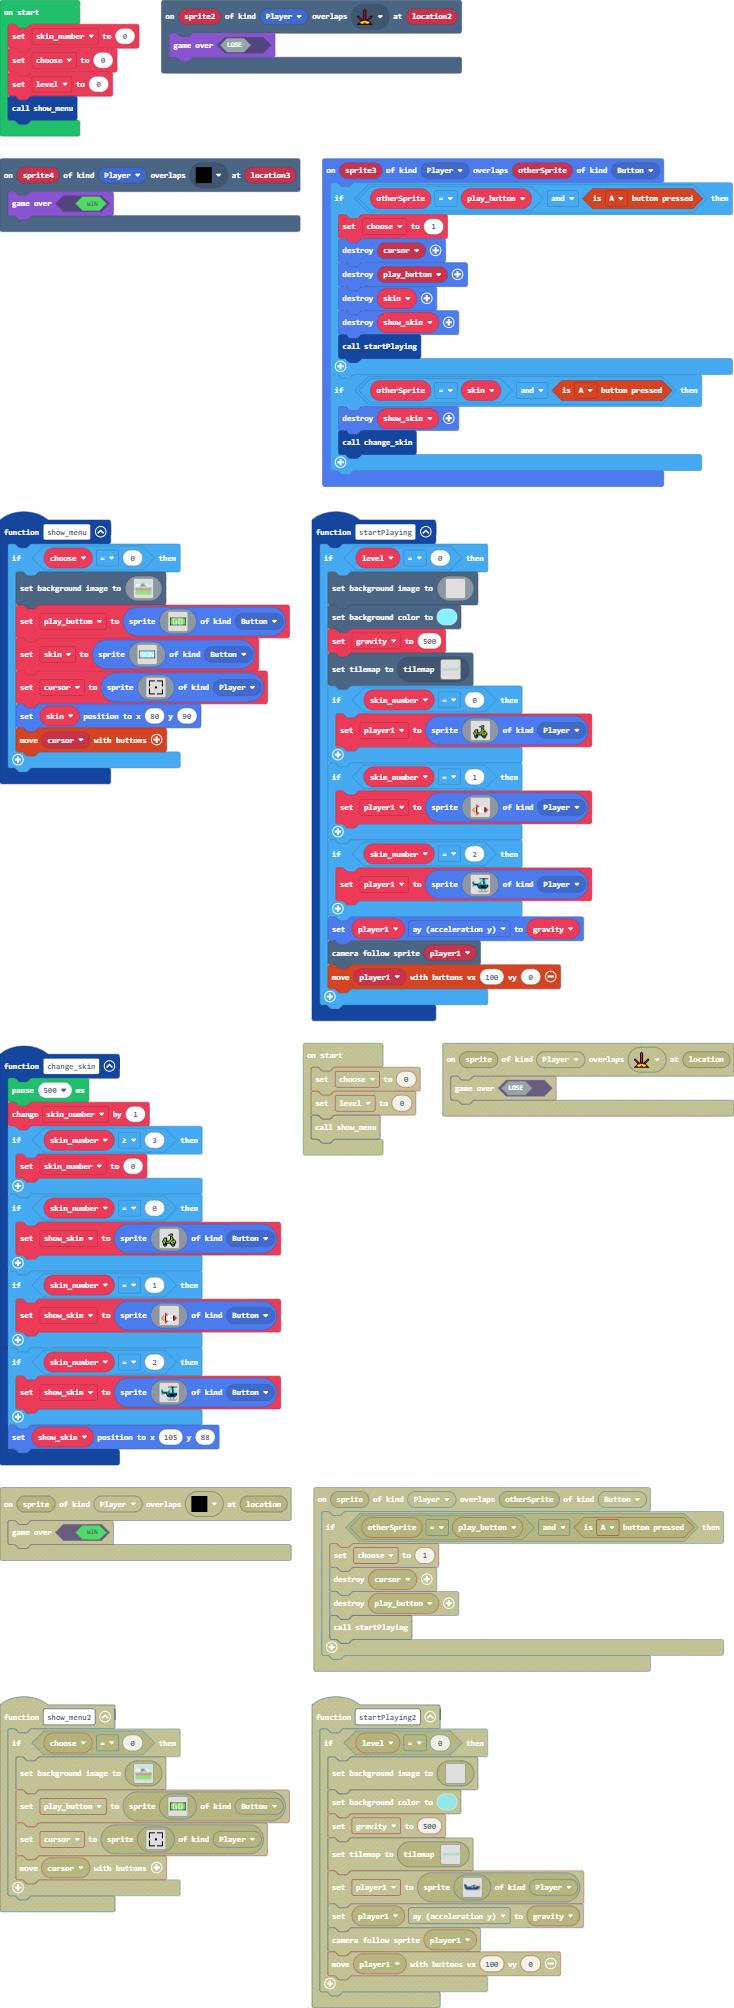 on start
set skin_number to 0
set choose to 0
set level to 0
call show_menu
on sprite2 of kind Player overlaps at location2
game over LOSE
on sprite4 of kind Player overlaps at location3
game over WIN
on sprite3 of kind Player overlaps otherSprite of kind Button
if otherSprite = play_button and is A button pressed then
set choose to 1
destroy cursor
destroy play_button
destroy skin
destroy show_skin
call startPlaying
if otherSprite = skin and is A button pressed then
destroy show_skin
call change_skin
function show_menu
if choose = 0 then
set background image to
set play_button to sprite GO of kind Button
set skin to sprite SKIN of kind Button
set cursor to sprite of kind Player
set skin position to x 80 y 90
move cursor with buttons
function startPlaying
if level = 0 then
set background image to
set background color to
set gravity to 500
set tilemap to tilemap
if skin_number = 0 then
set player1 to sprite of kind Player
if skin_number = 1 then
set player1 to sprite of kind Player
if skin_number = 2 then
set player1 to sprite of kind Player
set player1 ay (acceleration y) to gravity
camera follow sprite player1
move player1 with buttons vx 100 vy 0
function change_skin
pause 500 ms
change skin_number by 1
if skin_number ≥ 3 then
set skin_number to 0
if skin_number = 0 then
set show_skin to sprite of kind Button
if skin_number = 1 then
set show_skin to sprite of kind Button
if skin_number = 2 then
set show_skin to sprite of kind Button
set show_skin position to x 105 y 88
on start
set choose to 0
set level to 0
call show_menu
on sprite of kind Player overlaps at location
game over LOSE
on sprite of kind Player overlaps at location
game over WIN
on sprite of kind Player overlaps otherSprite of kind Button
if otherSprite = play_button and is A button pressed then
set choose to 1
destroy cursor
destroy play_button
call startPlaying
function show_menu2
if choose = 0 then
set background image to
set play_button to sprite GO of kind Button
set cursor to sprite of kind Player
move cursor with buttons
function startPlaying2
if level = 0 then
set background image to
set background color to
set gravity to 500
set tilemap to tilemap
set player1 to sprite of kind Player
set player1 ay (acceleration y) to gravity
camera follow sprite player1
move player1 with buttons vx 100 vy 0